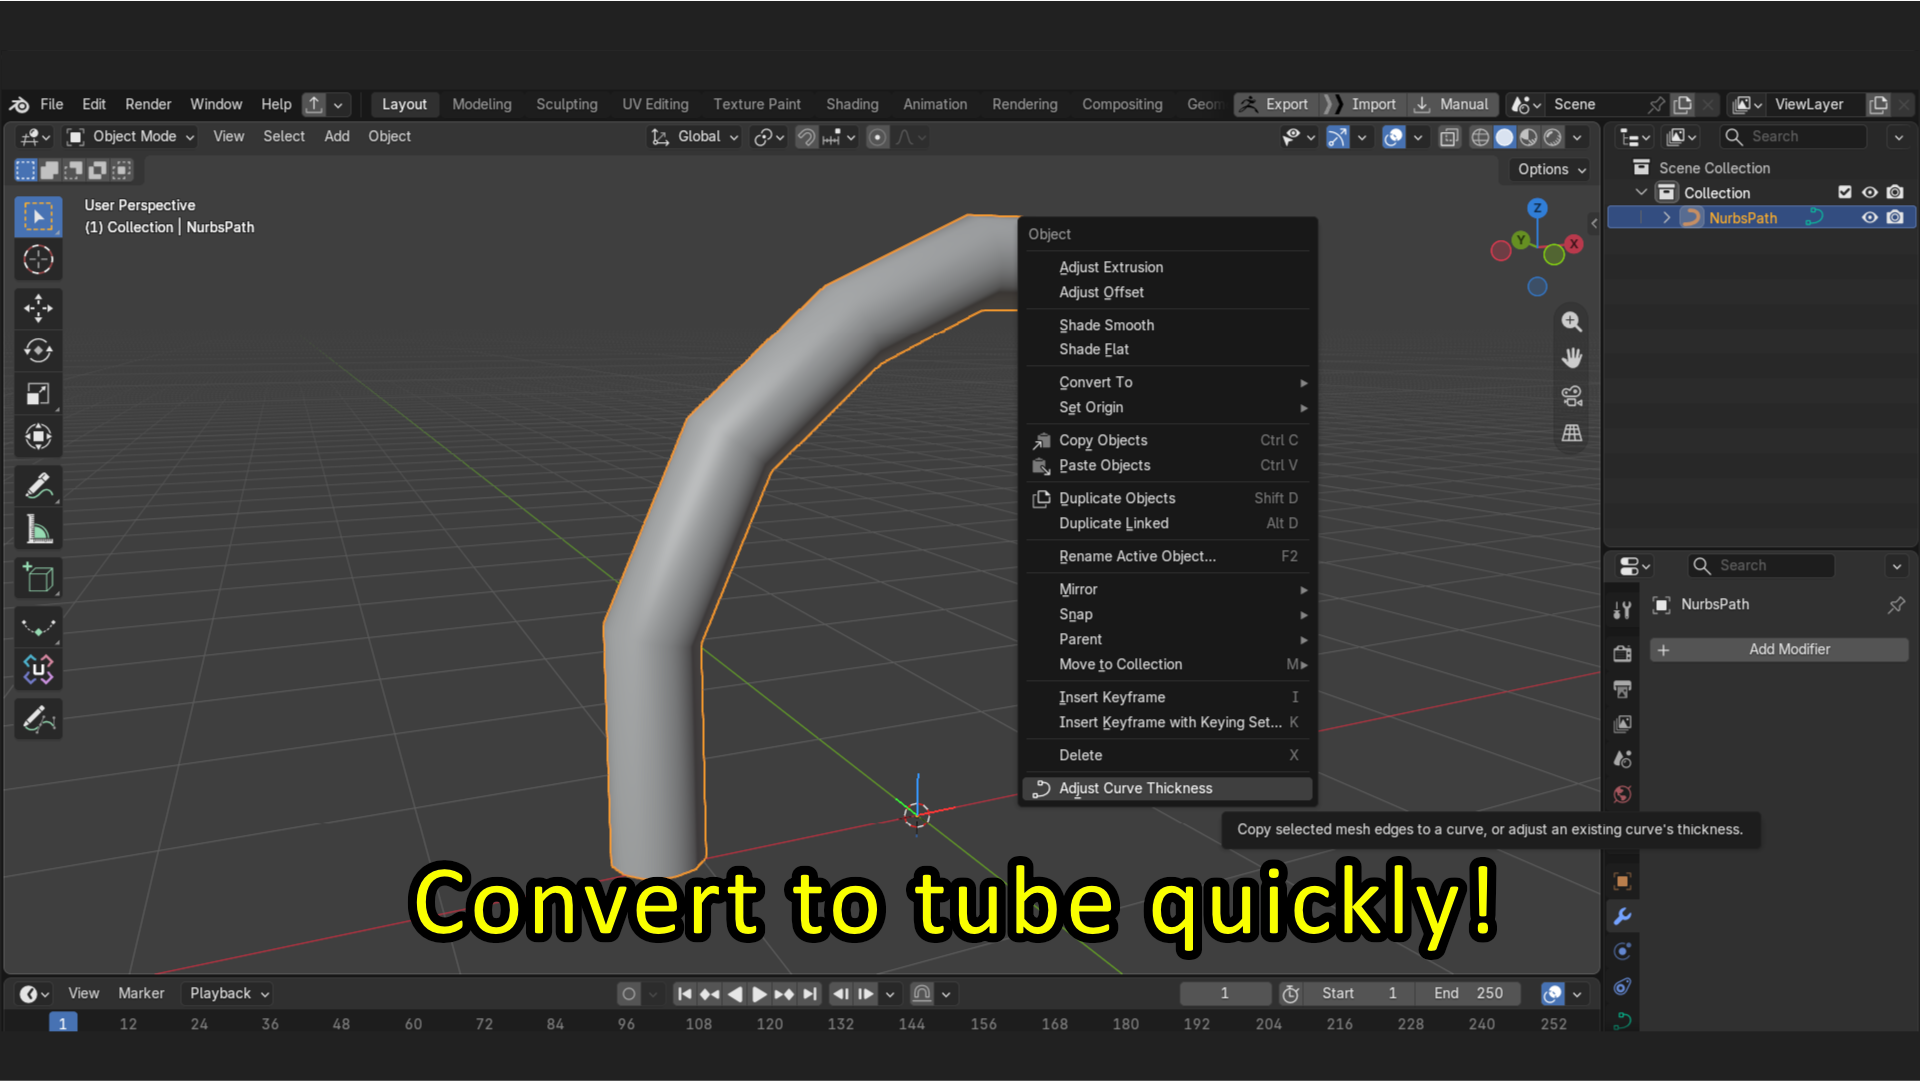 File Edit Render Window Help Layout Modeling Sculpting UV Editing Texture Paint Shading Animation Rendering Compositing Export Import Manual Scene ViewLayer
Object Mode View Select Add Object Global Search
Options
User Perspective
(1) Collection | NurbsPath
Z
Y
X
Scene Collection
Collection
NurbsPath
Object
Adjust Extrusion
Adjust Offset
Shade Smooth
Shade Flat
Convert To
Set Origin
Copy Objects Ctrl C
Paste Objects Ctrl V
Duplicate Objects Shift D
Duplicate Linked Alt D
Rename Active Object... F2
Mirror
Snap
Parent
Move to Collection M
Insert Keyframe I
Insert Keyframe with Keying Set... K
Delete X
Adjust Curve Thickness
Copy selected mesh edges to a curve, or adjust an existing curve's thickness.
Search
NurbsPath
Add Modifier
Convert to tube quickly!
View Marker Playback 1 Start 1 End 250
1 12 24 36 48 60 72 84 96 108 120 132 144 156 168 180 192 204 216 228 240 252